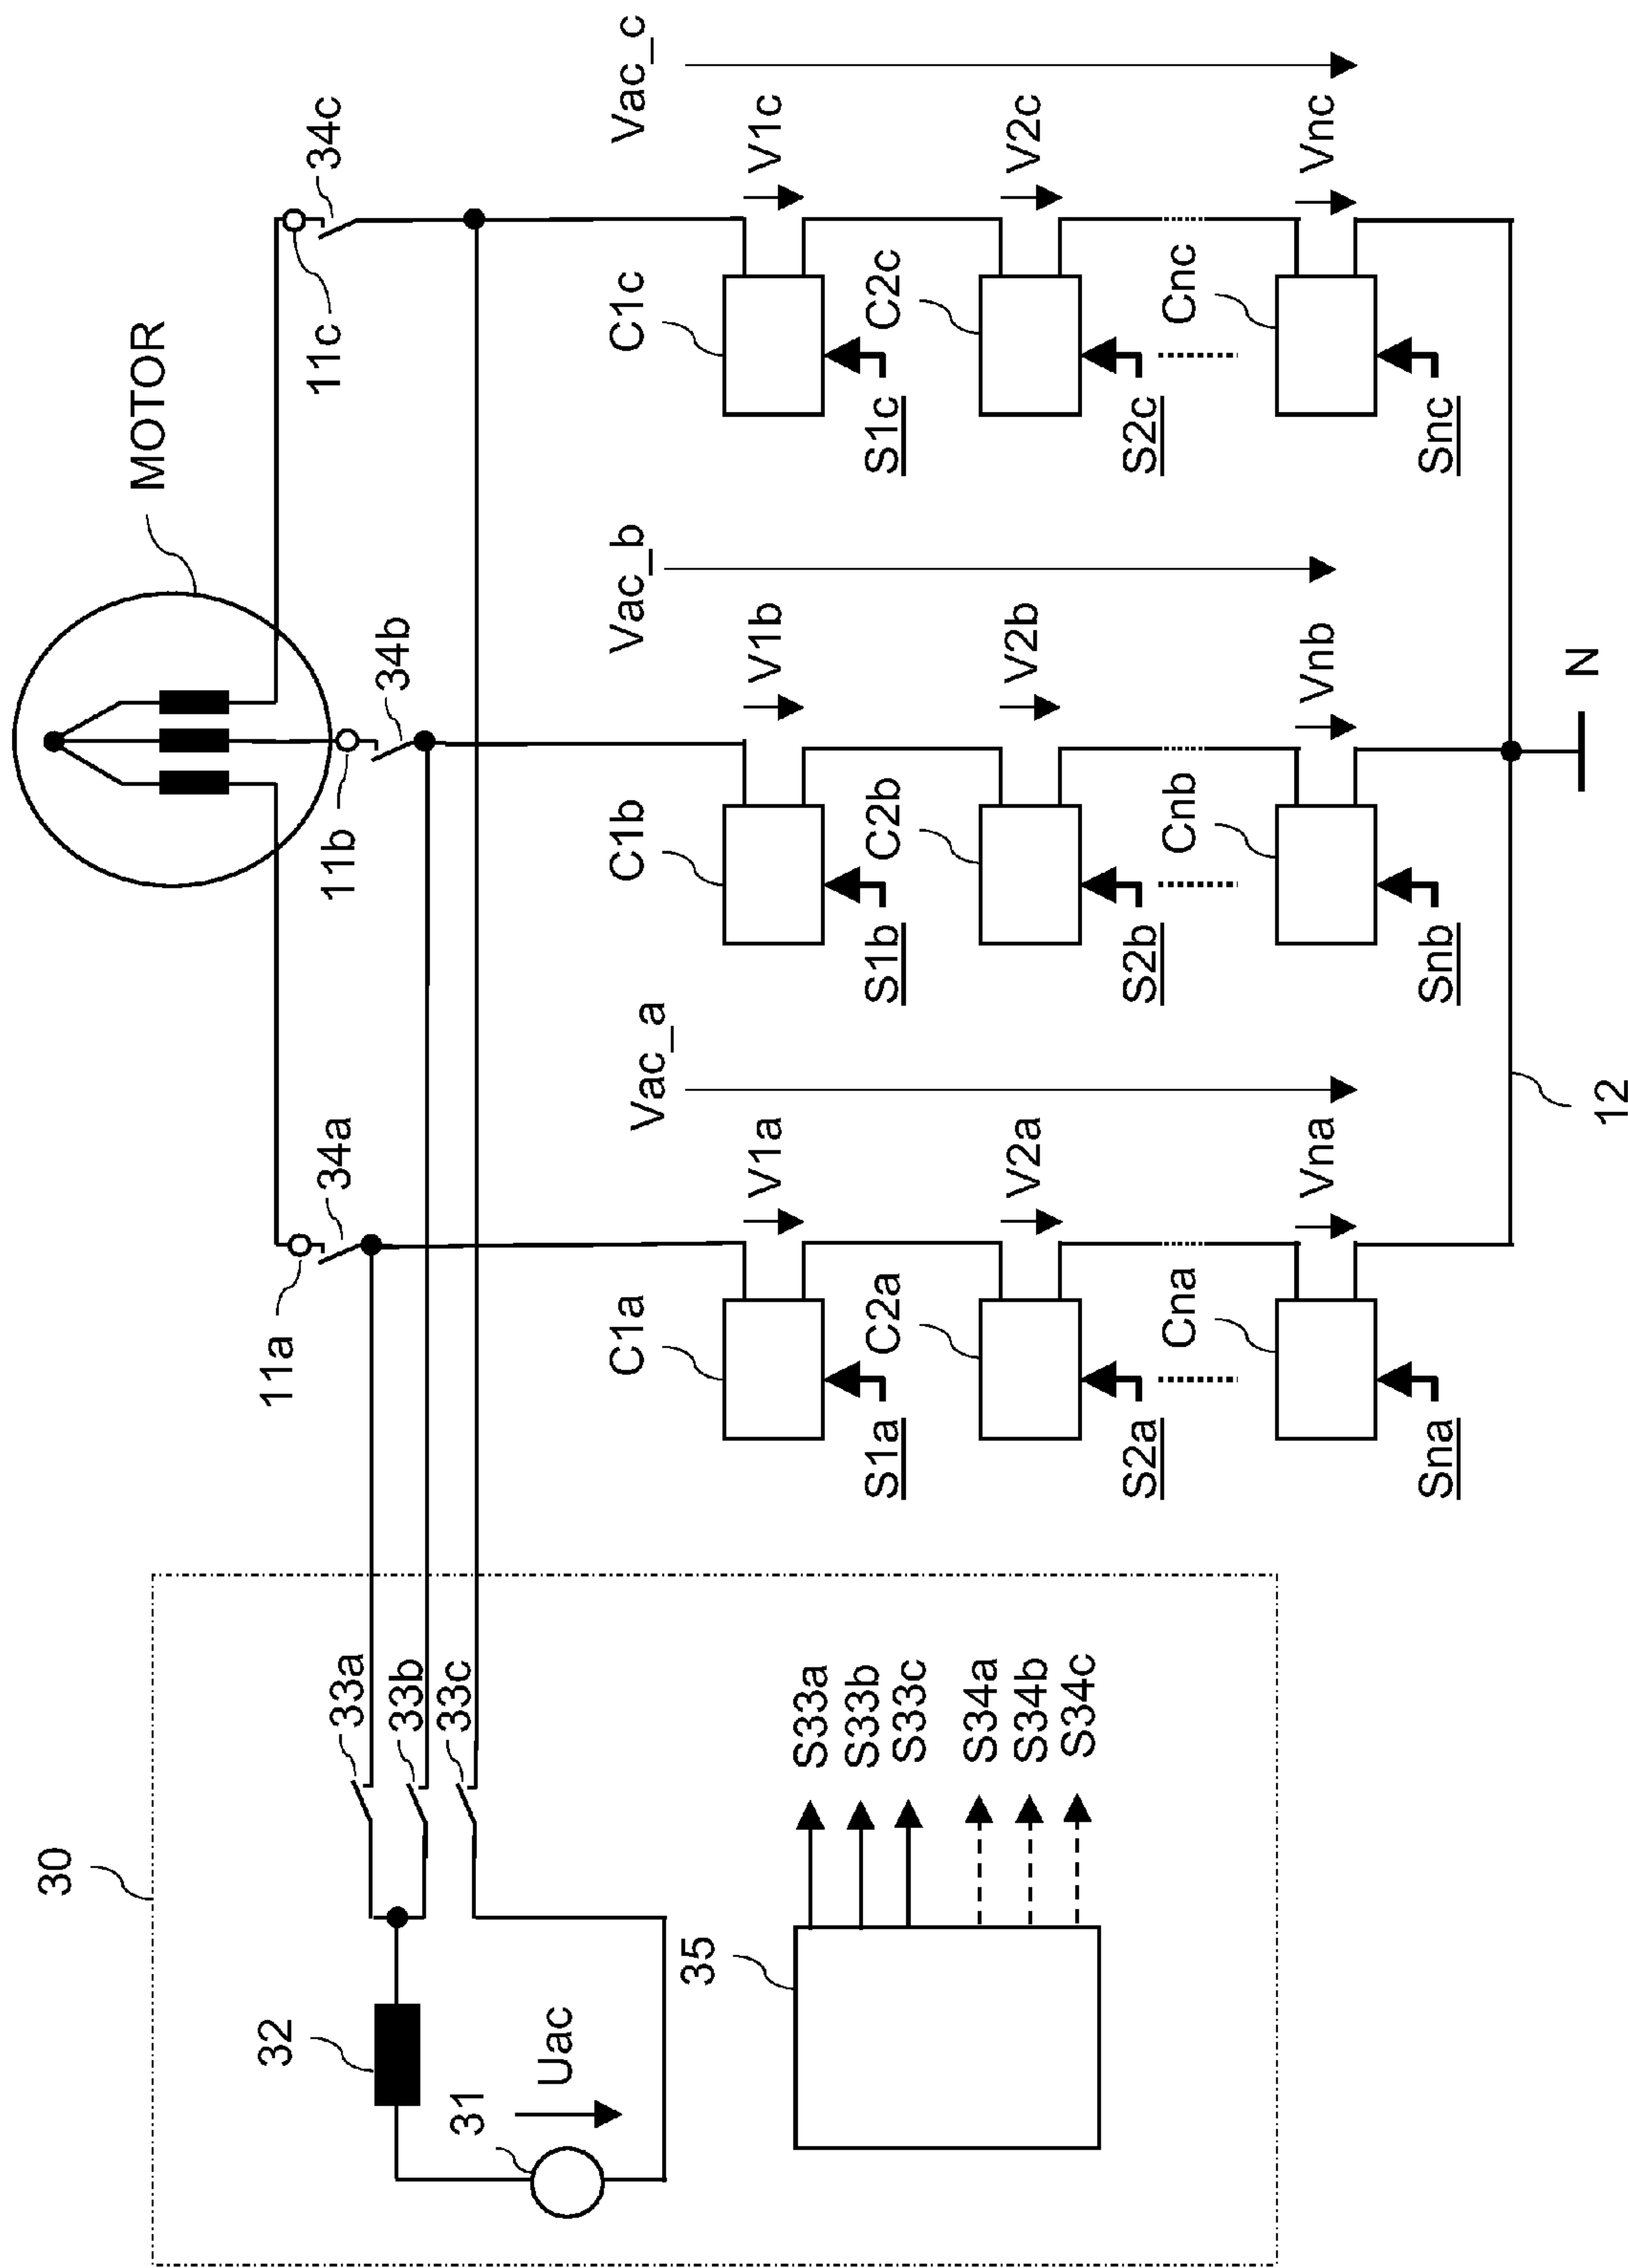 MOTOR
11a
34a
11b
34b
11c
34c
30
32
31
Uac
33a
33b
33c
35
S33a
S33b
S33c
S34a
S34b
S34c
C1a
V1a
Vac_a
S1a
C2a
V2a
S2a
Cna
Vna
Sna
C1b
V1b
Vac_b
S1b
C2b
V2b
S2b
Cnb
Vnb
Snb
C1c
V1c
Vac_c
S1c
C2c
V2c
S2c
Cnc
Vnc
Snc
12
N